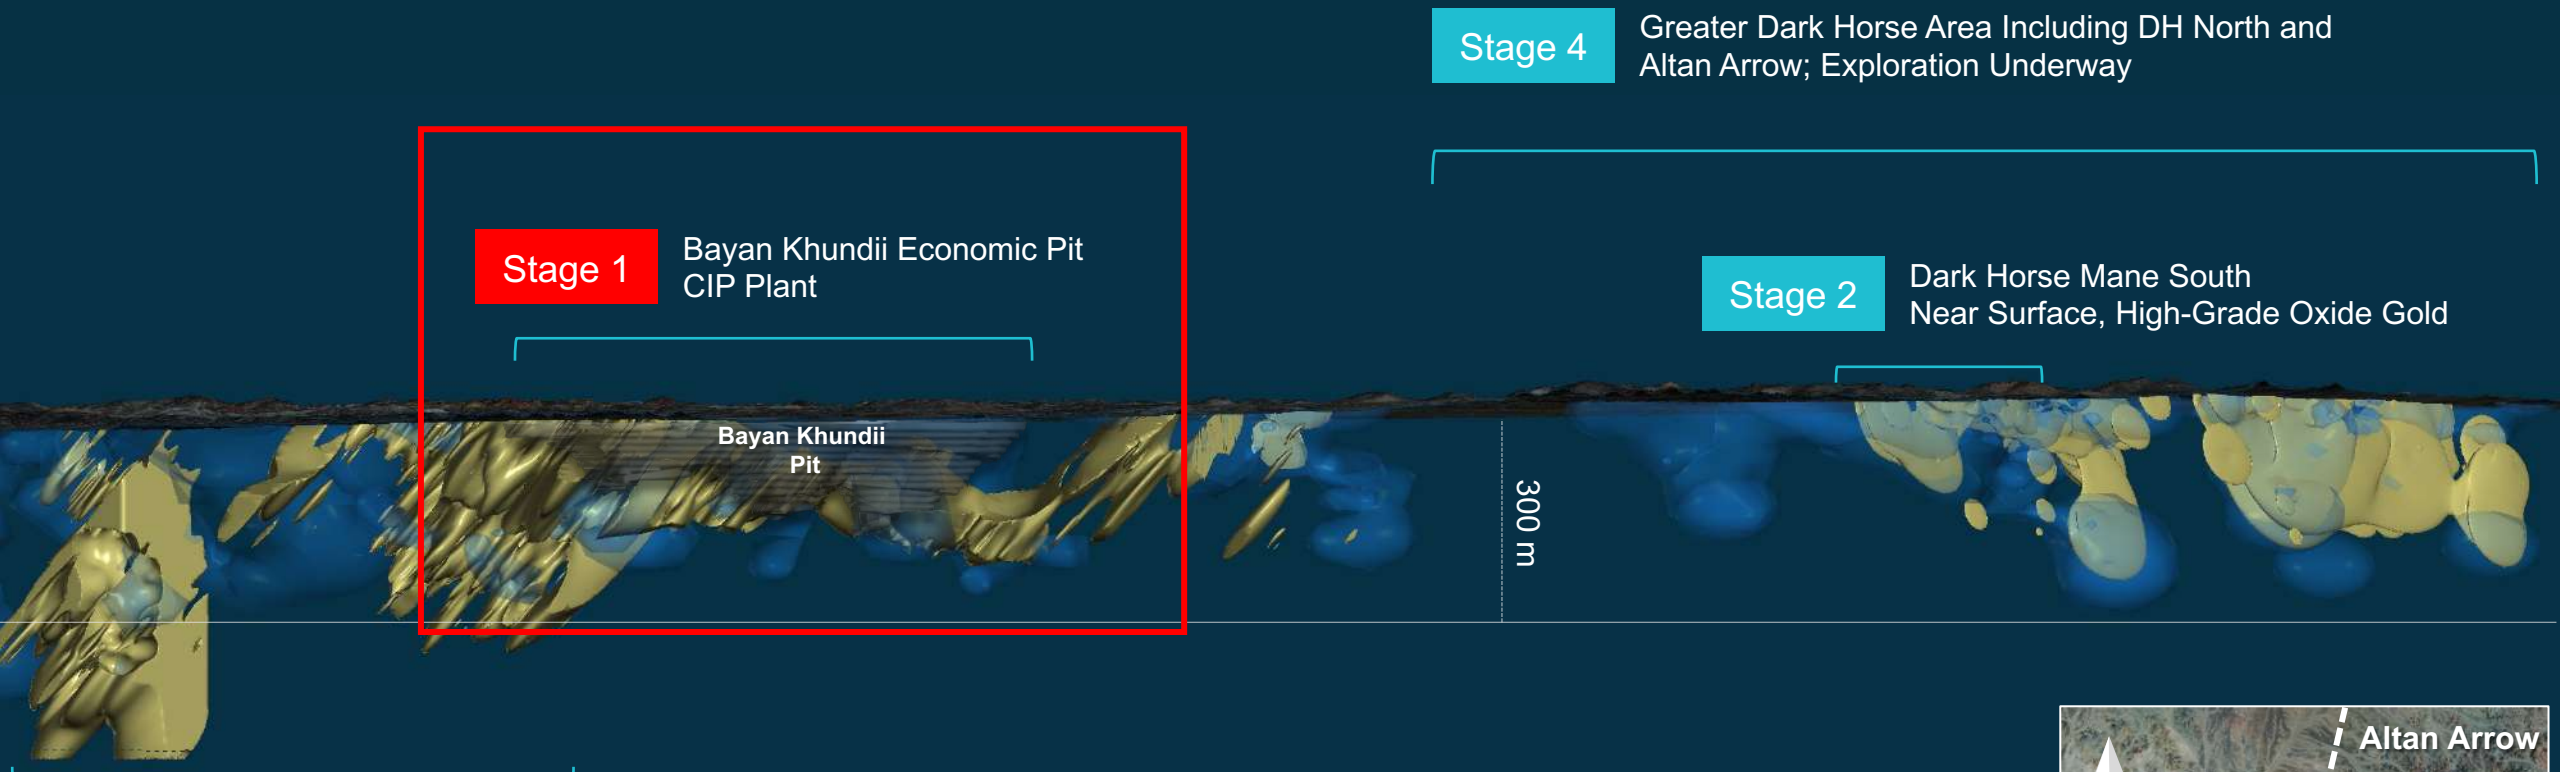 Stage 4
Greater Dark Horse Area Including DH North and
Altan Arrow; Exploration Underway
Stage 1
Bayan Khundii Economic Pit
CIP Plant
Stage 2
Dark Horse Mane South
Near Surface, High-Grade Oxide Gold
Bayan Khundii
Pit
300 m
Altan Arrow